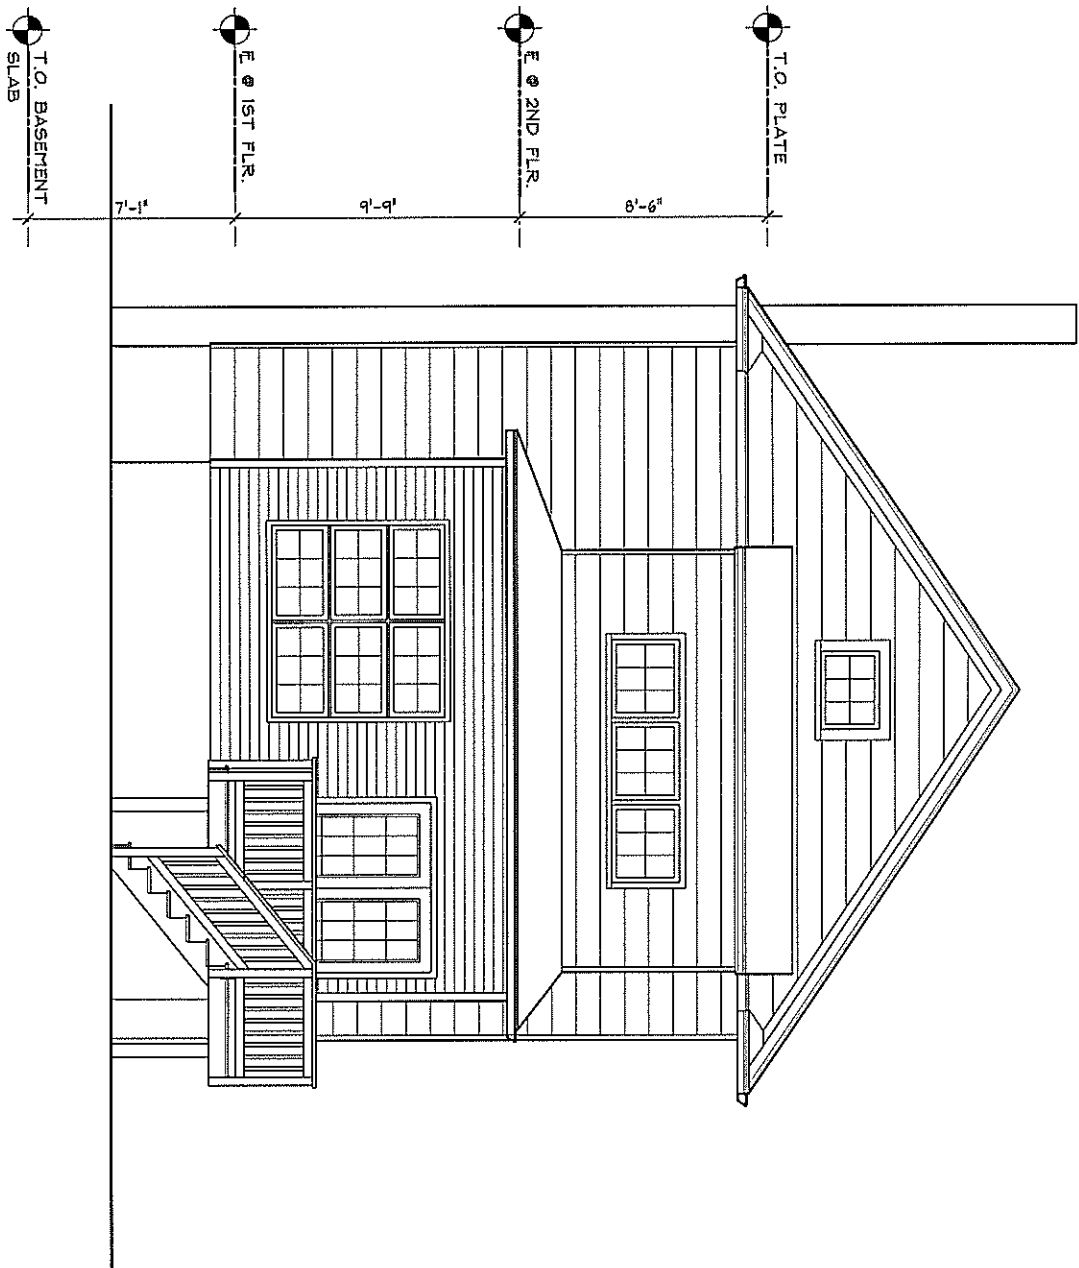 T.O. PLATE
8'-6"
F @ 2ND FLR.
9'-9"
F @ 1ST FLR.
7'-1"
T.O. BASEMENT
SLAB